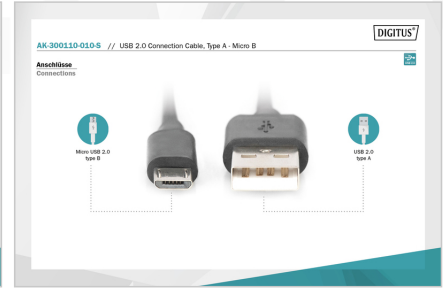 DIGITUS®
AK-300110-010-S // USB 2.0 Connection Cable, Type A - Micro B
Anschlüsse
Connections
Micro USB 2.0
type B
USB 2.0
type A